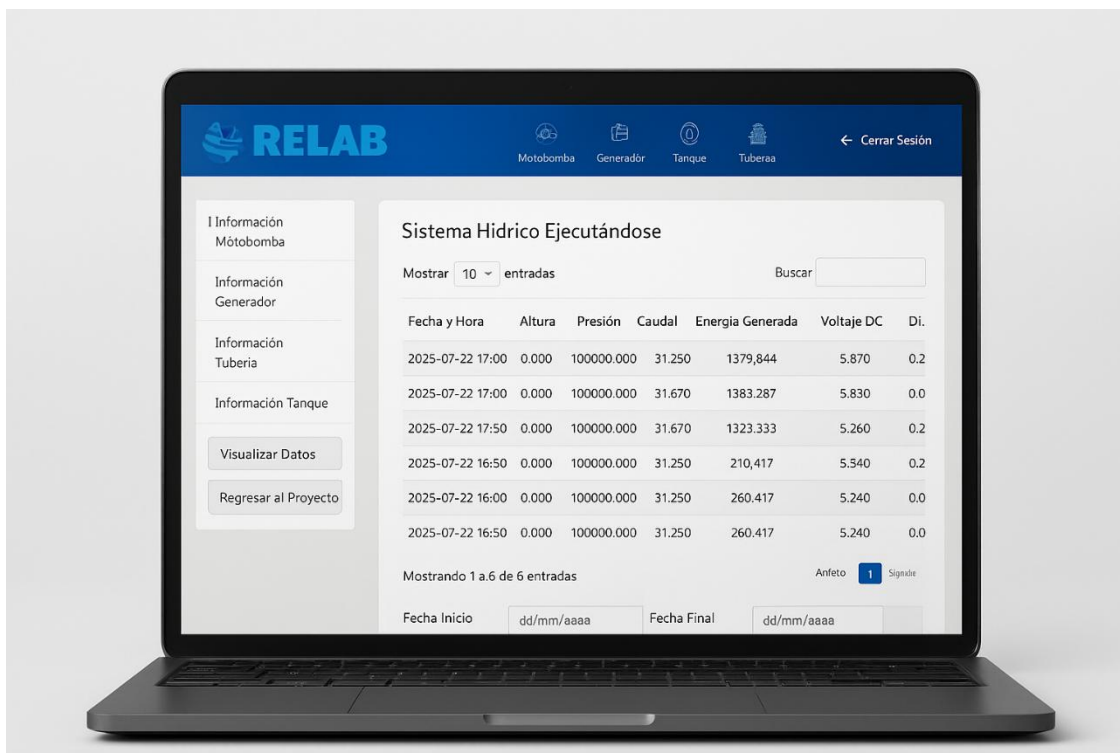 RELAB
Motobomba
Generadòr
Tanque
Tuberaa
← Cerrar Sesión
I Información
Mòtobomba
Información
Generador
Información
Tuberia
Información Tanque
Visualizar Datos
Regresar al Proyecto
Sistema Hidrico Ejecutándose
Mostrar 10 entradas
Buscar
Fecha y Hora Altura Presión Caudal Energia Generada Voltaje DC Di.
2025-07-22 17:00 0.000 100000.000 31.250 1379,844 5.870 0.2
2025-07-22 17:00 0.000 100000.000 31.670 1383.287 5.830 0.0
2025-07-22 17:50 0.000 100000.000 31.670 1323.333 5.260 0.2
2025-07-22 16:50 0.000 100000.000 31.250 210,417 5.540 0.2
2025-07-22 16:00 0.000 100000.000 31.250 260.417 5.240 0.0
2025-07-22 16:50 0.000 100000.000 31.250 260.417 5.240 0.0
Mostrando 1 a.6 de 6 entradas
Anfeto 1
Fecha Inicio dd/mm/aaaa Fecha Final dd/mm/aaaa